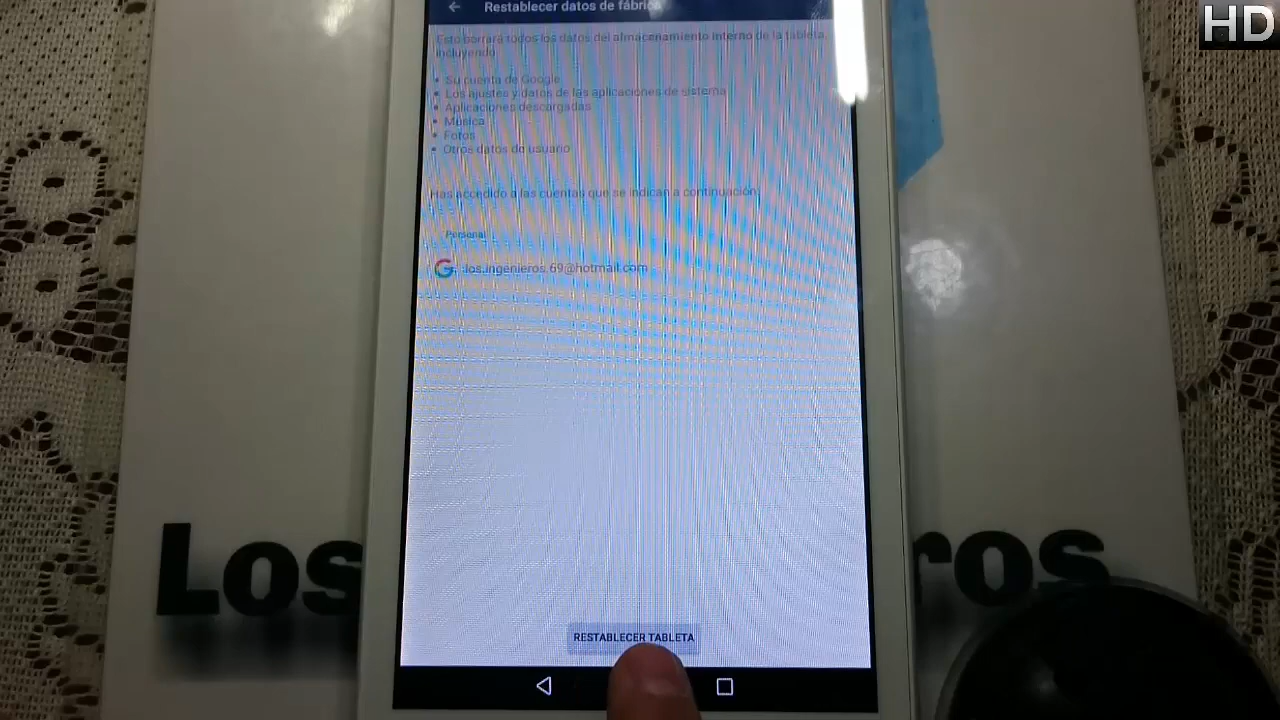 HD
Restablecer datos de fábrica
Esto borrará todos los datos del almacenamiento interno de la tableta,
incluyendo:
• Su cuenta de Google
• Los ajustes y datos de las aplicaciones de sistema
• Aplicaciones descargadas
• Música
• Fotos
• Otros datos de usuario
Has accedido a las cuentas que se indican a continuación:
Personal
G los.ingenieros.69@hotmail.com
Los
ros
RESTABLECER TABLETA